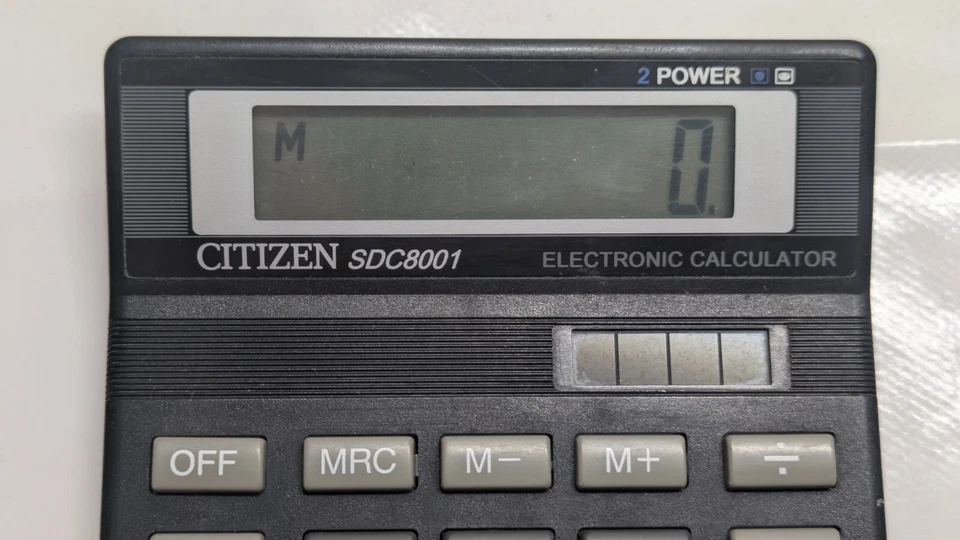 2 POWER
M 0.
CITIZEN SDC8001 ELECTRONIC CALCULATOR
OFF MRC M− M+ ÷